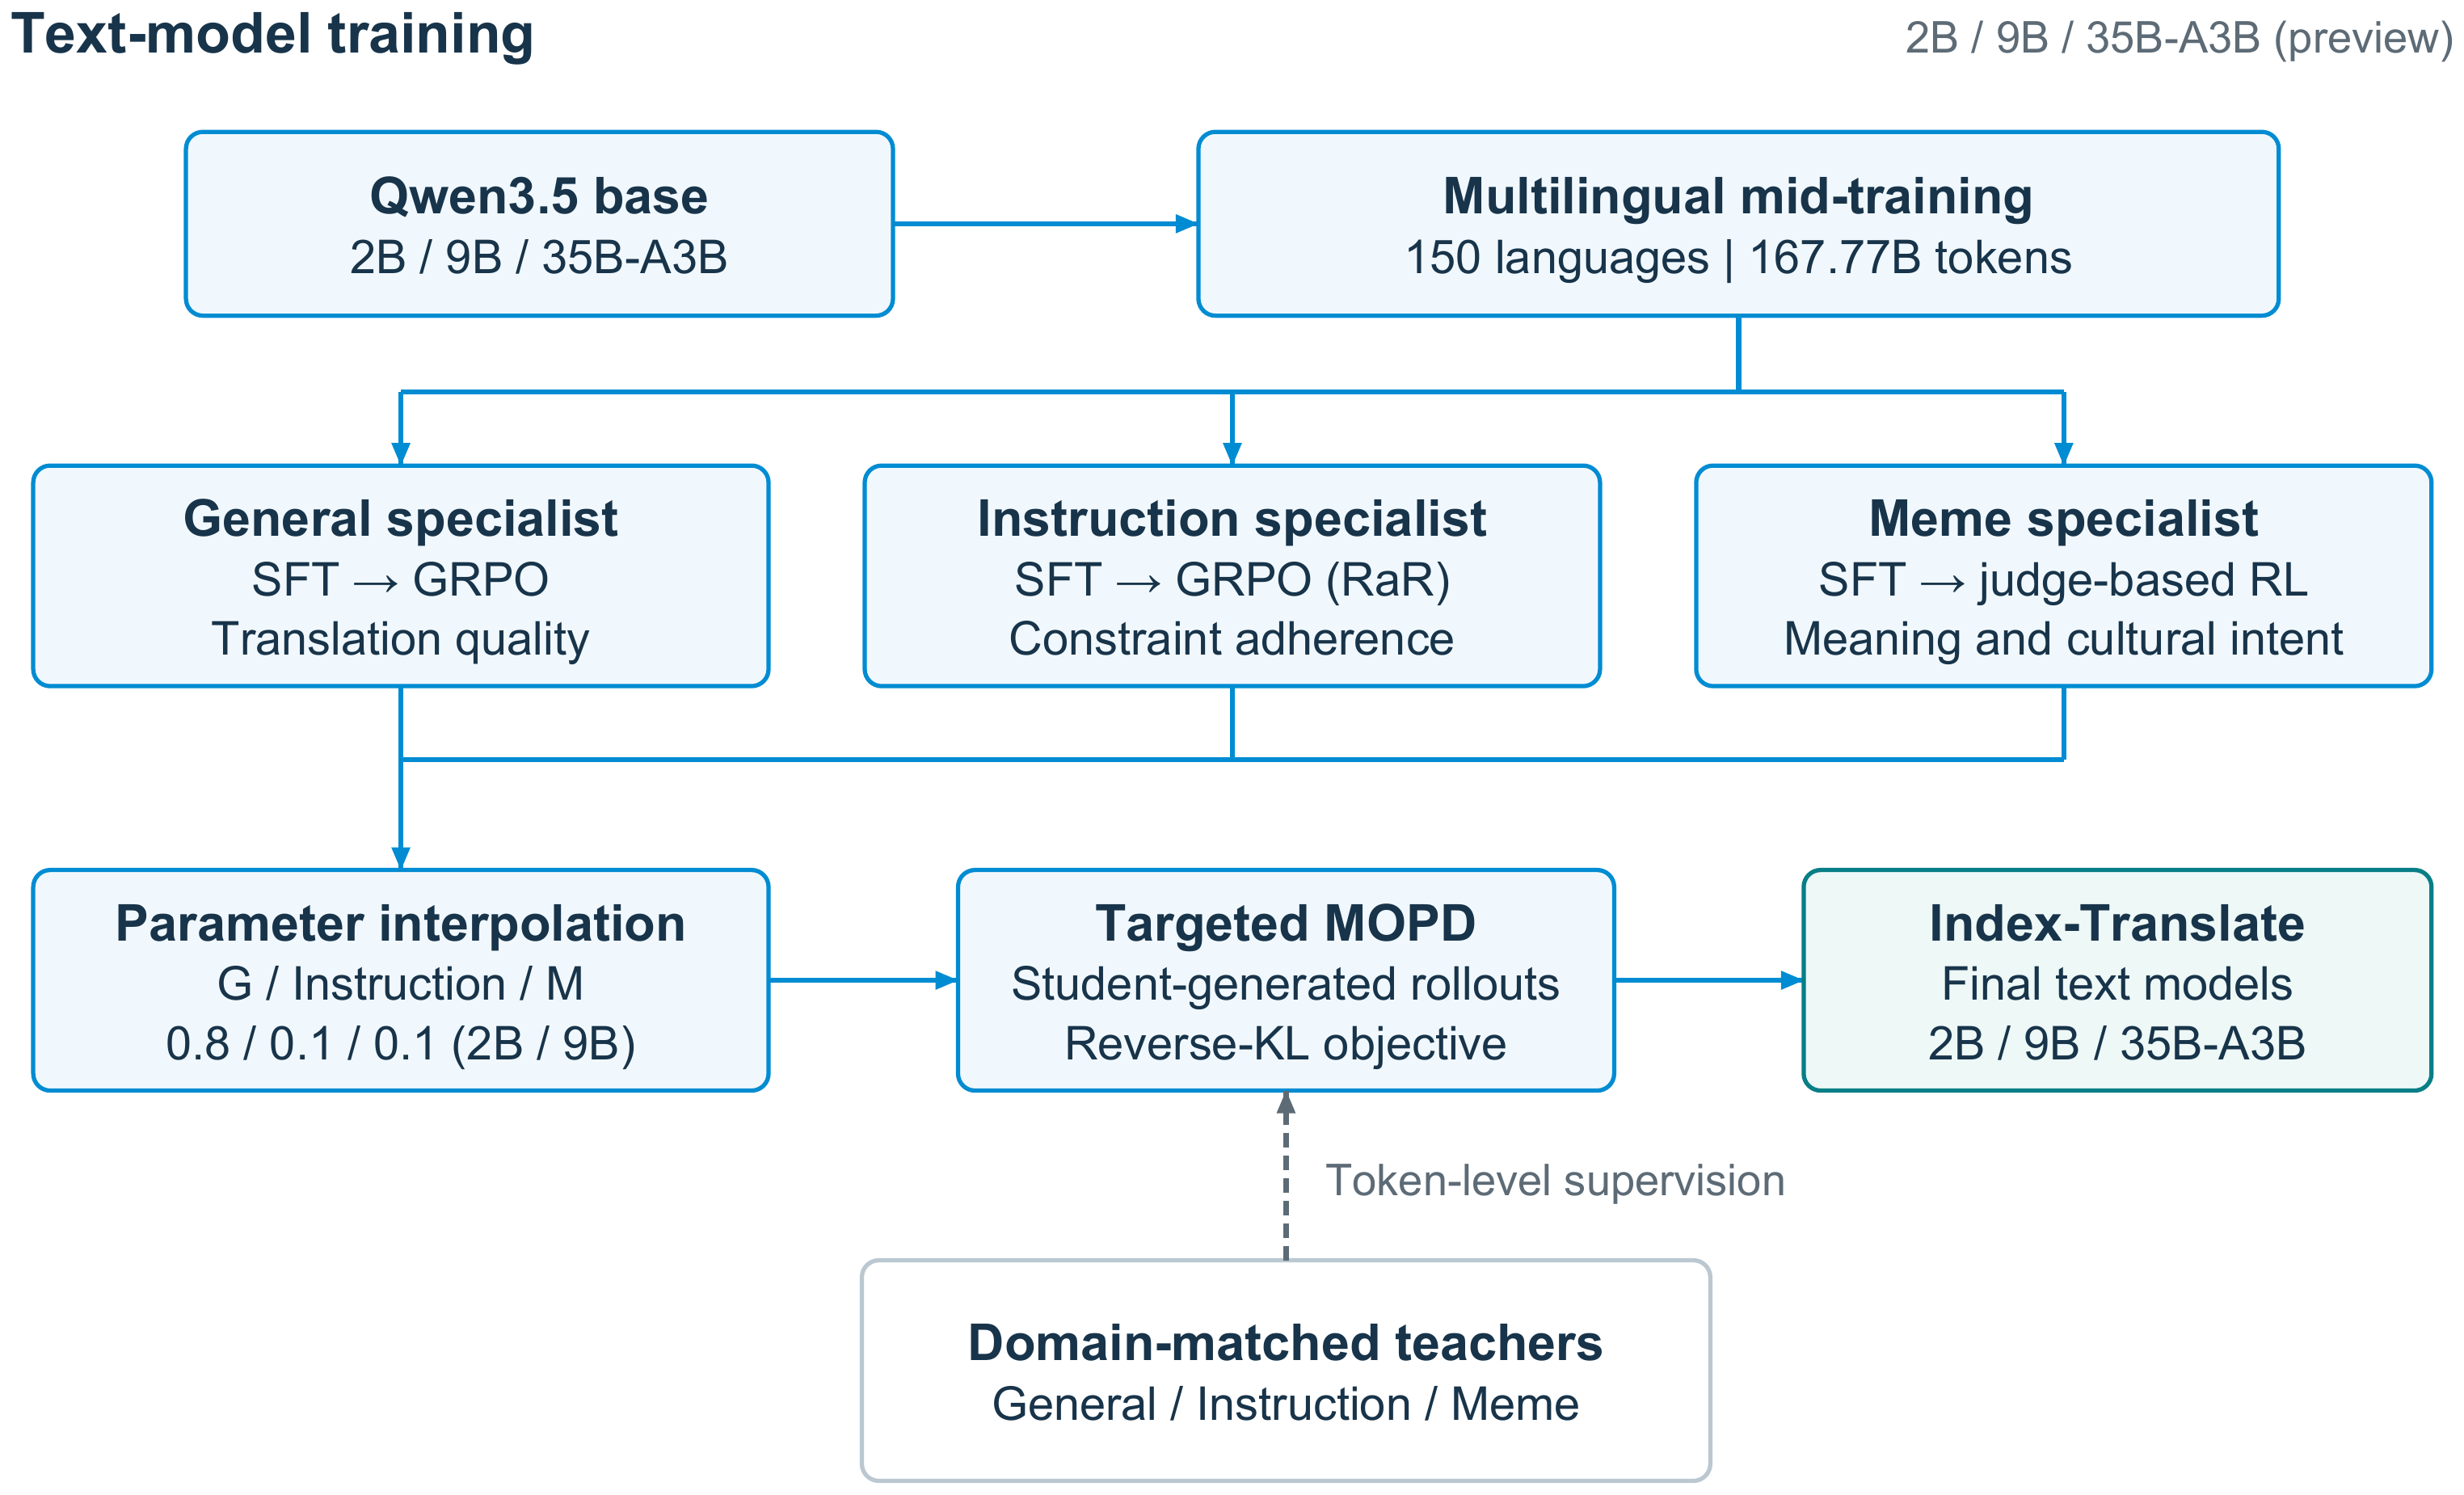 Text-model training
2B / 9B / 35B-A3B (preview)
Qwen3.5 base
2B / 9B / 35B-A3B
Multilingual mid-training
150 languages | 167.77B tokens
General specialist
SFT → GRPO
Translation quality
Instruction specialist
SFT → GRPO (RaR)
Constraint adherence
Meme specialist
SFT → judge-based RL
Meaning and cultural intent
Parameter interpolation
G / Instruction / M
0.8 / 0.1 / 0.1 (2B / 9B)
Targeted MOPD
Student-generated rollouts
Reverse-KL objective
Index-Translate
Final text models
2B / 9B / 35B-A3B
Token-level supervision
Domain-matched teachers
General / Instruction / Meme